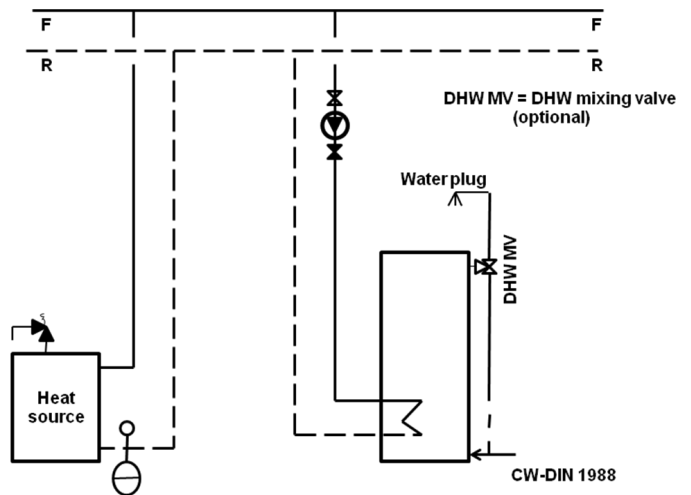 F F
R R
DHW MV = DHW mixing valve
(optional)
Water plug
DHW MV
Heat
source
CW-DIN 1988